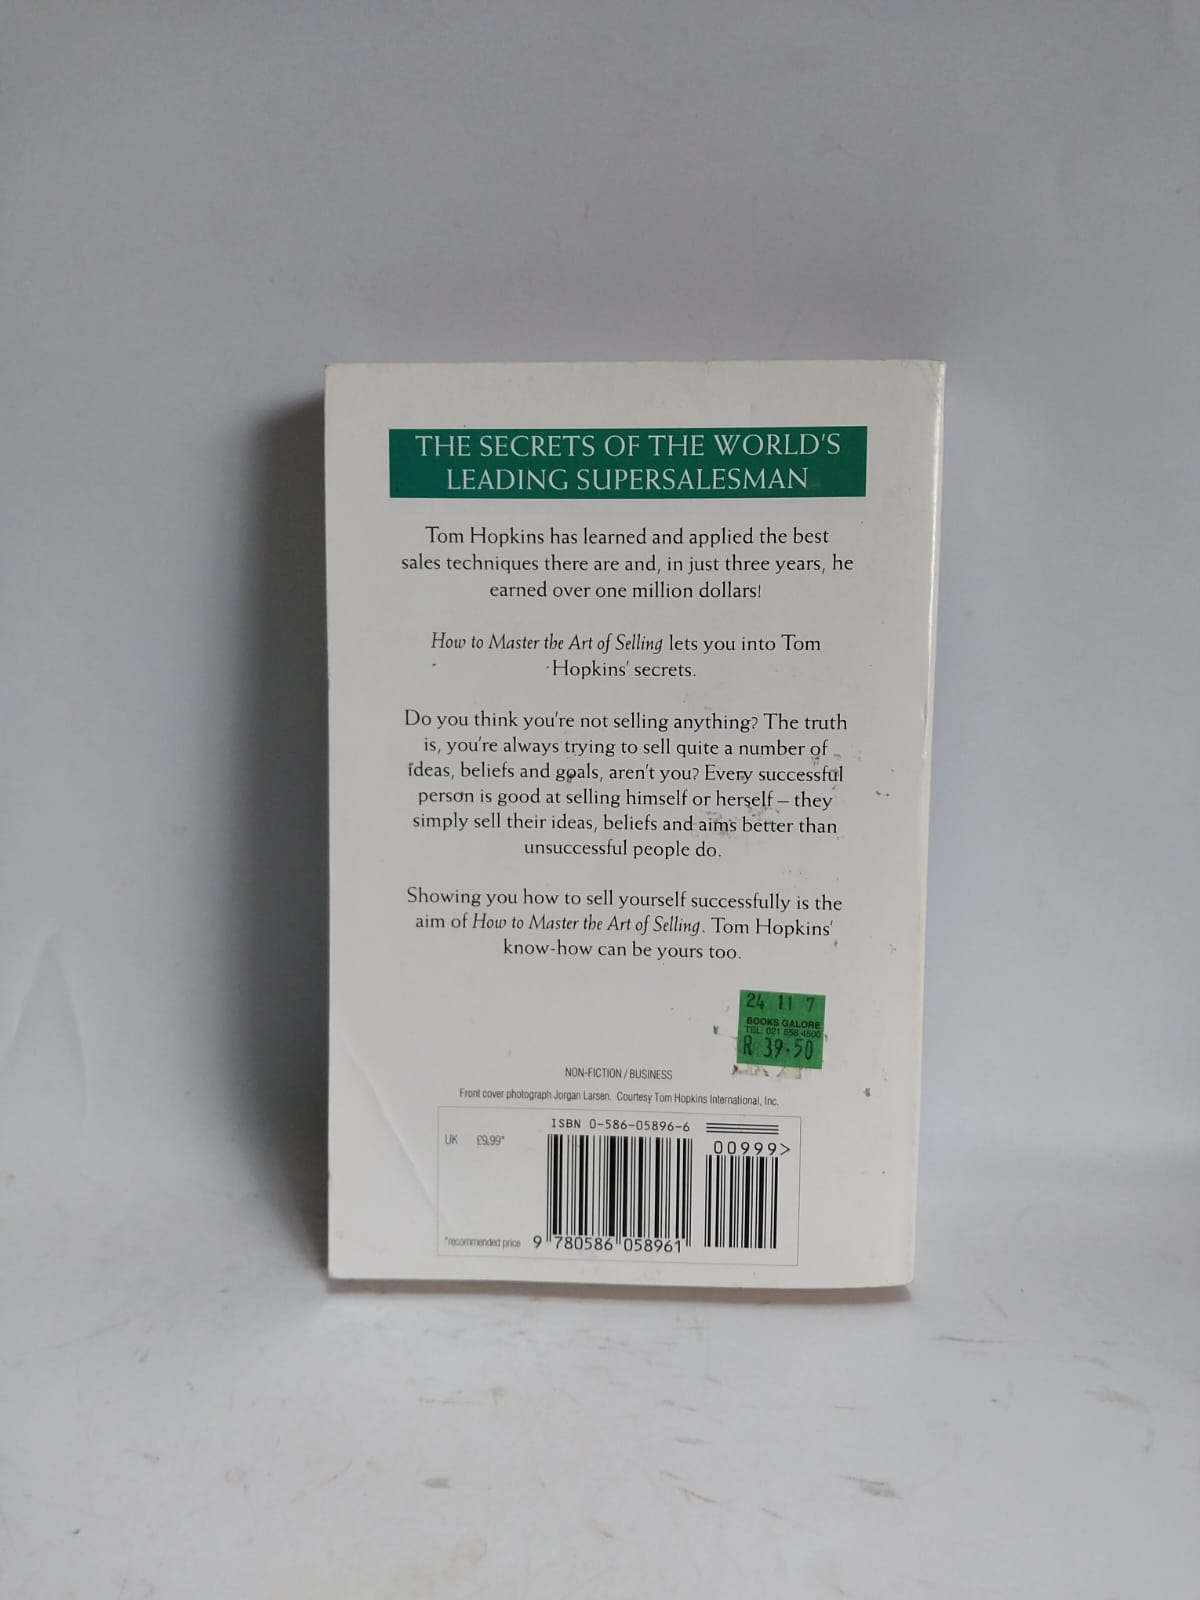 THE SECRETS OF THE WORLD'S
LEADING SUPERSALESMAN
Tom Hopkins has learned and applied the best
sales techniques there are and, in just three years, he
earned over one million dollars!
How to Master the Art of Selling lets you into Tom
Hopkins' secrets.
Do you think you're not selling anything? The truth
is, you're always trying to sell quite a number of
ideas, beliefs and goals, aren't you? Every successful
person is good at selling himself or herself – they
simply sell their ideas, beliefs and aims better than
unsuccessful people do.
Showing you how to sell yourself successfully is the
aim of How to Master the Art of Selling. Tom Hopkins'
know-how can be yours too.
24 11 7
BOOKS GALORE
TEL: 021 558 4500
R 39.50
NON-FICTION / BUSINESS
Front cover photograph Jorgan Larsen. Courtesy Tom Hopkins International, Inc.
ISBN 0-586-05896-6
UK £9.99*
00999>
*recommended price
9 780586 058961